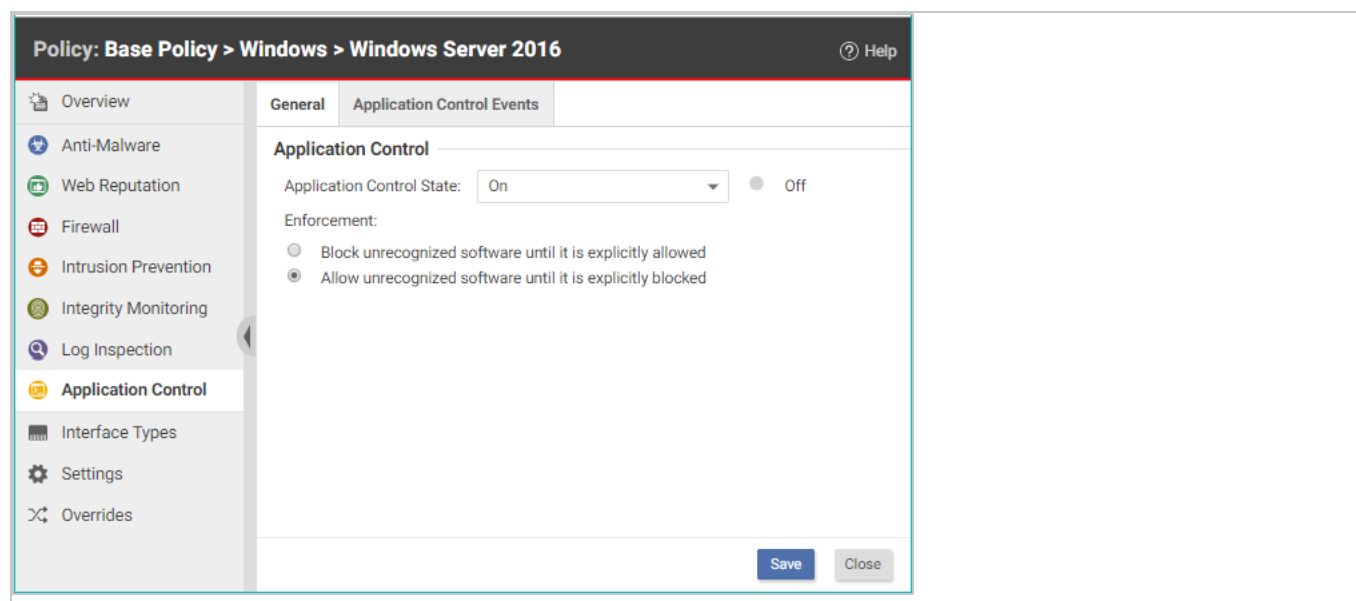 Policy: Base Policy > Windows > Windows Server 2016
Help
Overview
Anti-Malware
Web Reputation
Firewall
Intrusion Prevention
Integrity Monitoring
Log Inspection
Application Control
Interface Types
Settings
Overrides
General
Application Control Events
Application Control
Application Control State: On Off
Enforcement:
Block unrecognized software until it is explicitly allowed
Allow unrecognized software until it is explicitly blocked
Save
Close